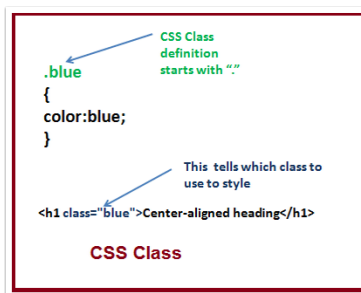 CSS Class
definition
starts with "."
.blue
{
color:blue;
}
This tells which class to
use to style
<h1 class="blue">Center-aligned heading</h1>
CSS Class